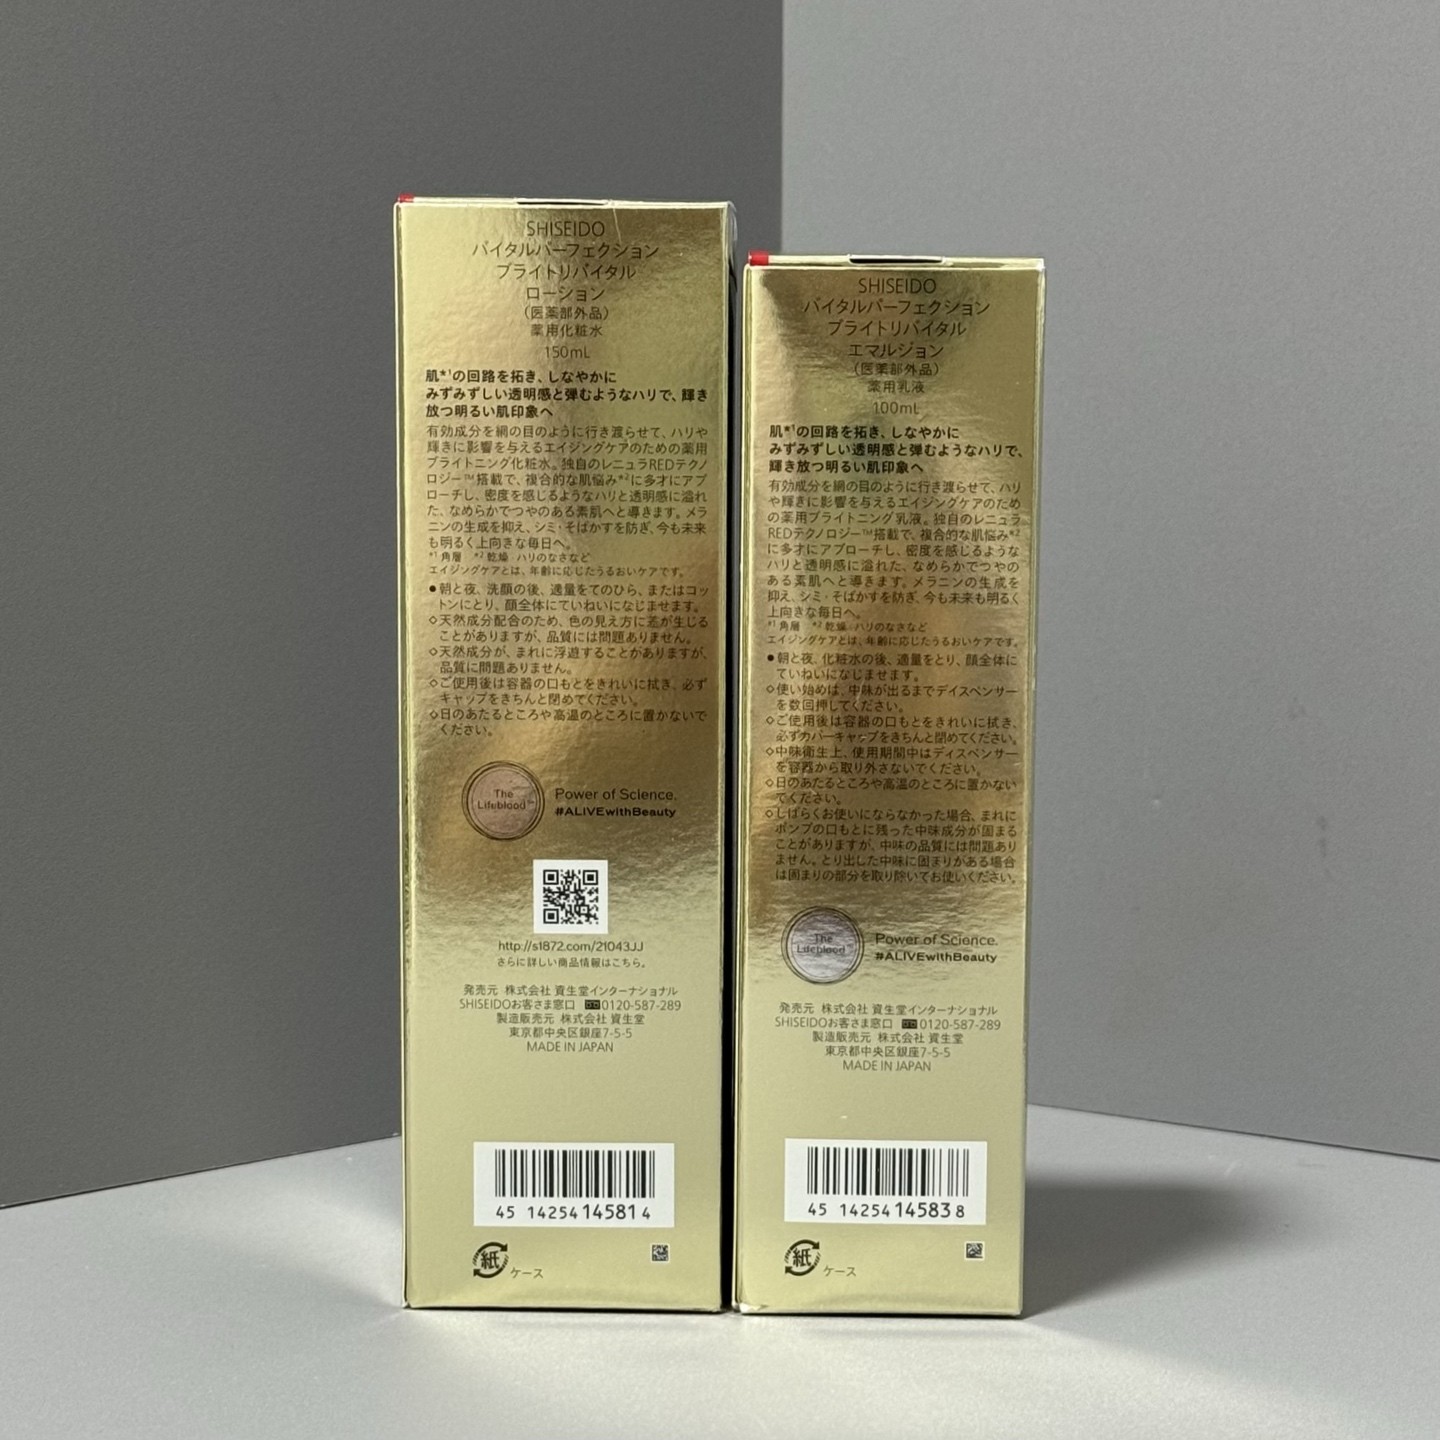 SHISEIDO
バイタルパーフェクション
ブライトリバイタル
ローション
(医薬部外品)
薬用化粧水
150mL
肌*¹の回路を拓き、しなやかに
みずみずしい透明感と弾むようなハリで、輝き
放つ明るい肌印象へ
有効成分を網の目のように行き渡らせて、ハリや
輝きに影響を与えるエイジングケアのための薬用
ブライトニング化粧水。独自のレニュラREDテクノ
ロジー™搭載で、複合的な肌悩み*²に多才にアプ
ローチし、密度を感じるようなハリと透明感に溢れ
た、なめらかでつやのある素肌へと導きます。メラ
ニンの生成を抑え、シミ・そばかすを防ぎ、今も未来
も明るく上向きな毎日へ。
*¹ 角層 *² 乾燥・ハリのなさなど
エイジングケアとは、年齢に応じたうるおいケアです。
●朝と夜、洗顔の後、適量をてのひら、またはコッ
トンにとり、顔全体にていねいになじませます。
◇天然成分配合のため、色の見え方に差が生じる
ことがありますが、品質には問題ありません。
◇天然成分が、まれに浮遊することがありますが、
品質に問題ありません。
◇ご使用後は容器の口もとをきれいに拭き、必ず
キャップをきちんと閉めてください。
◇日のあたるところや高温のところに置かないで
ください。
The
Lifeblood™
Power of Science.
#ALIVEwithBeauty
http://s1872.com/21043JJ
さらに詳しい商品情報はこちら。
発売元 株式会社 資生堂インターナショナル
SHISEIDOお客さま窓口 0120-587-289
製造販売元 株式会社 資生堂
東京都中央区銀座7-5-5
MADE IN JAPAN
45 14254 14581 4
紙
ケース
SHISEIDO
バイタルパーフェクション
ブライトリバイタル
エマルジョン
(医薬部外品)
薬用乳液
100mL
肌*¹の回路を拓き、しなやかに
みずみずしい透明感と弾むようなハリで、
輝き放つ明るい肌印象へ
有効成分を網の目のように行き渡らせて、ハリ
や輝きに影響を与えるエイジングケアのため
の薬用ブライトニング乳液。独自のレニュラ
REDテクノロジー™搭載で、複合的な肌悩み*²
に多才にアプローチし、密度を感じるような
ハリと透明感に溢れた、なめらかでつやの
ある素肌へと導きます。メラニンの生成を
抑え、シミ・そばかすを防ぎ、今も未来も明るく
上向きな毎日へ。
*¹ 角層 *² 乾燥・ハリのなさなど
エイジングケアとは、年齢に応じたうるおいケアです。
●朝と夜、化粧水の後、適量をとり、顔全体に
ていねいになじませます。
◇使い始めは、中味が出るまでディスペンサー
を数回押してください。
◇ご使用後は容器の口もとをきれいに拭き、
必ずカバーキャップをきちんと閉めてください。
◇中味衛生上、使用期間中はディスペンサー
を容器から取り外さないでください。
◇日のあたるところや高温のところに置かない
でください。
◇しばらくお使いにならなかった場合、まれに
ポンプの口もとに残った中味成分が固まる
ことがありますが、中味の品質には問題あり
ません。とり出した中味に固まりがある場合
は固まりの部分を取り除いてお使いください。
The
Lifeblood™
Power of Science.
#ALIVEwithBeauty
発売元 株式会社 資生堂インターナショナル
SHISEIDOお客さま窓口 0120-587-289
製造販売元 株式会社 資生堂
東京都中央区銀座7-5-5
MADE IN JAPAN
45 14254 14583 8
紙
ケース